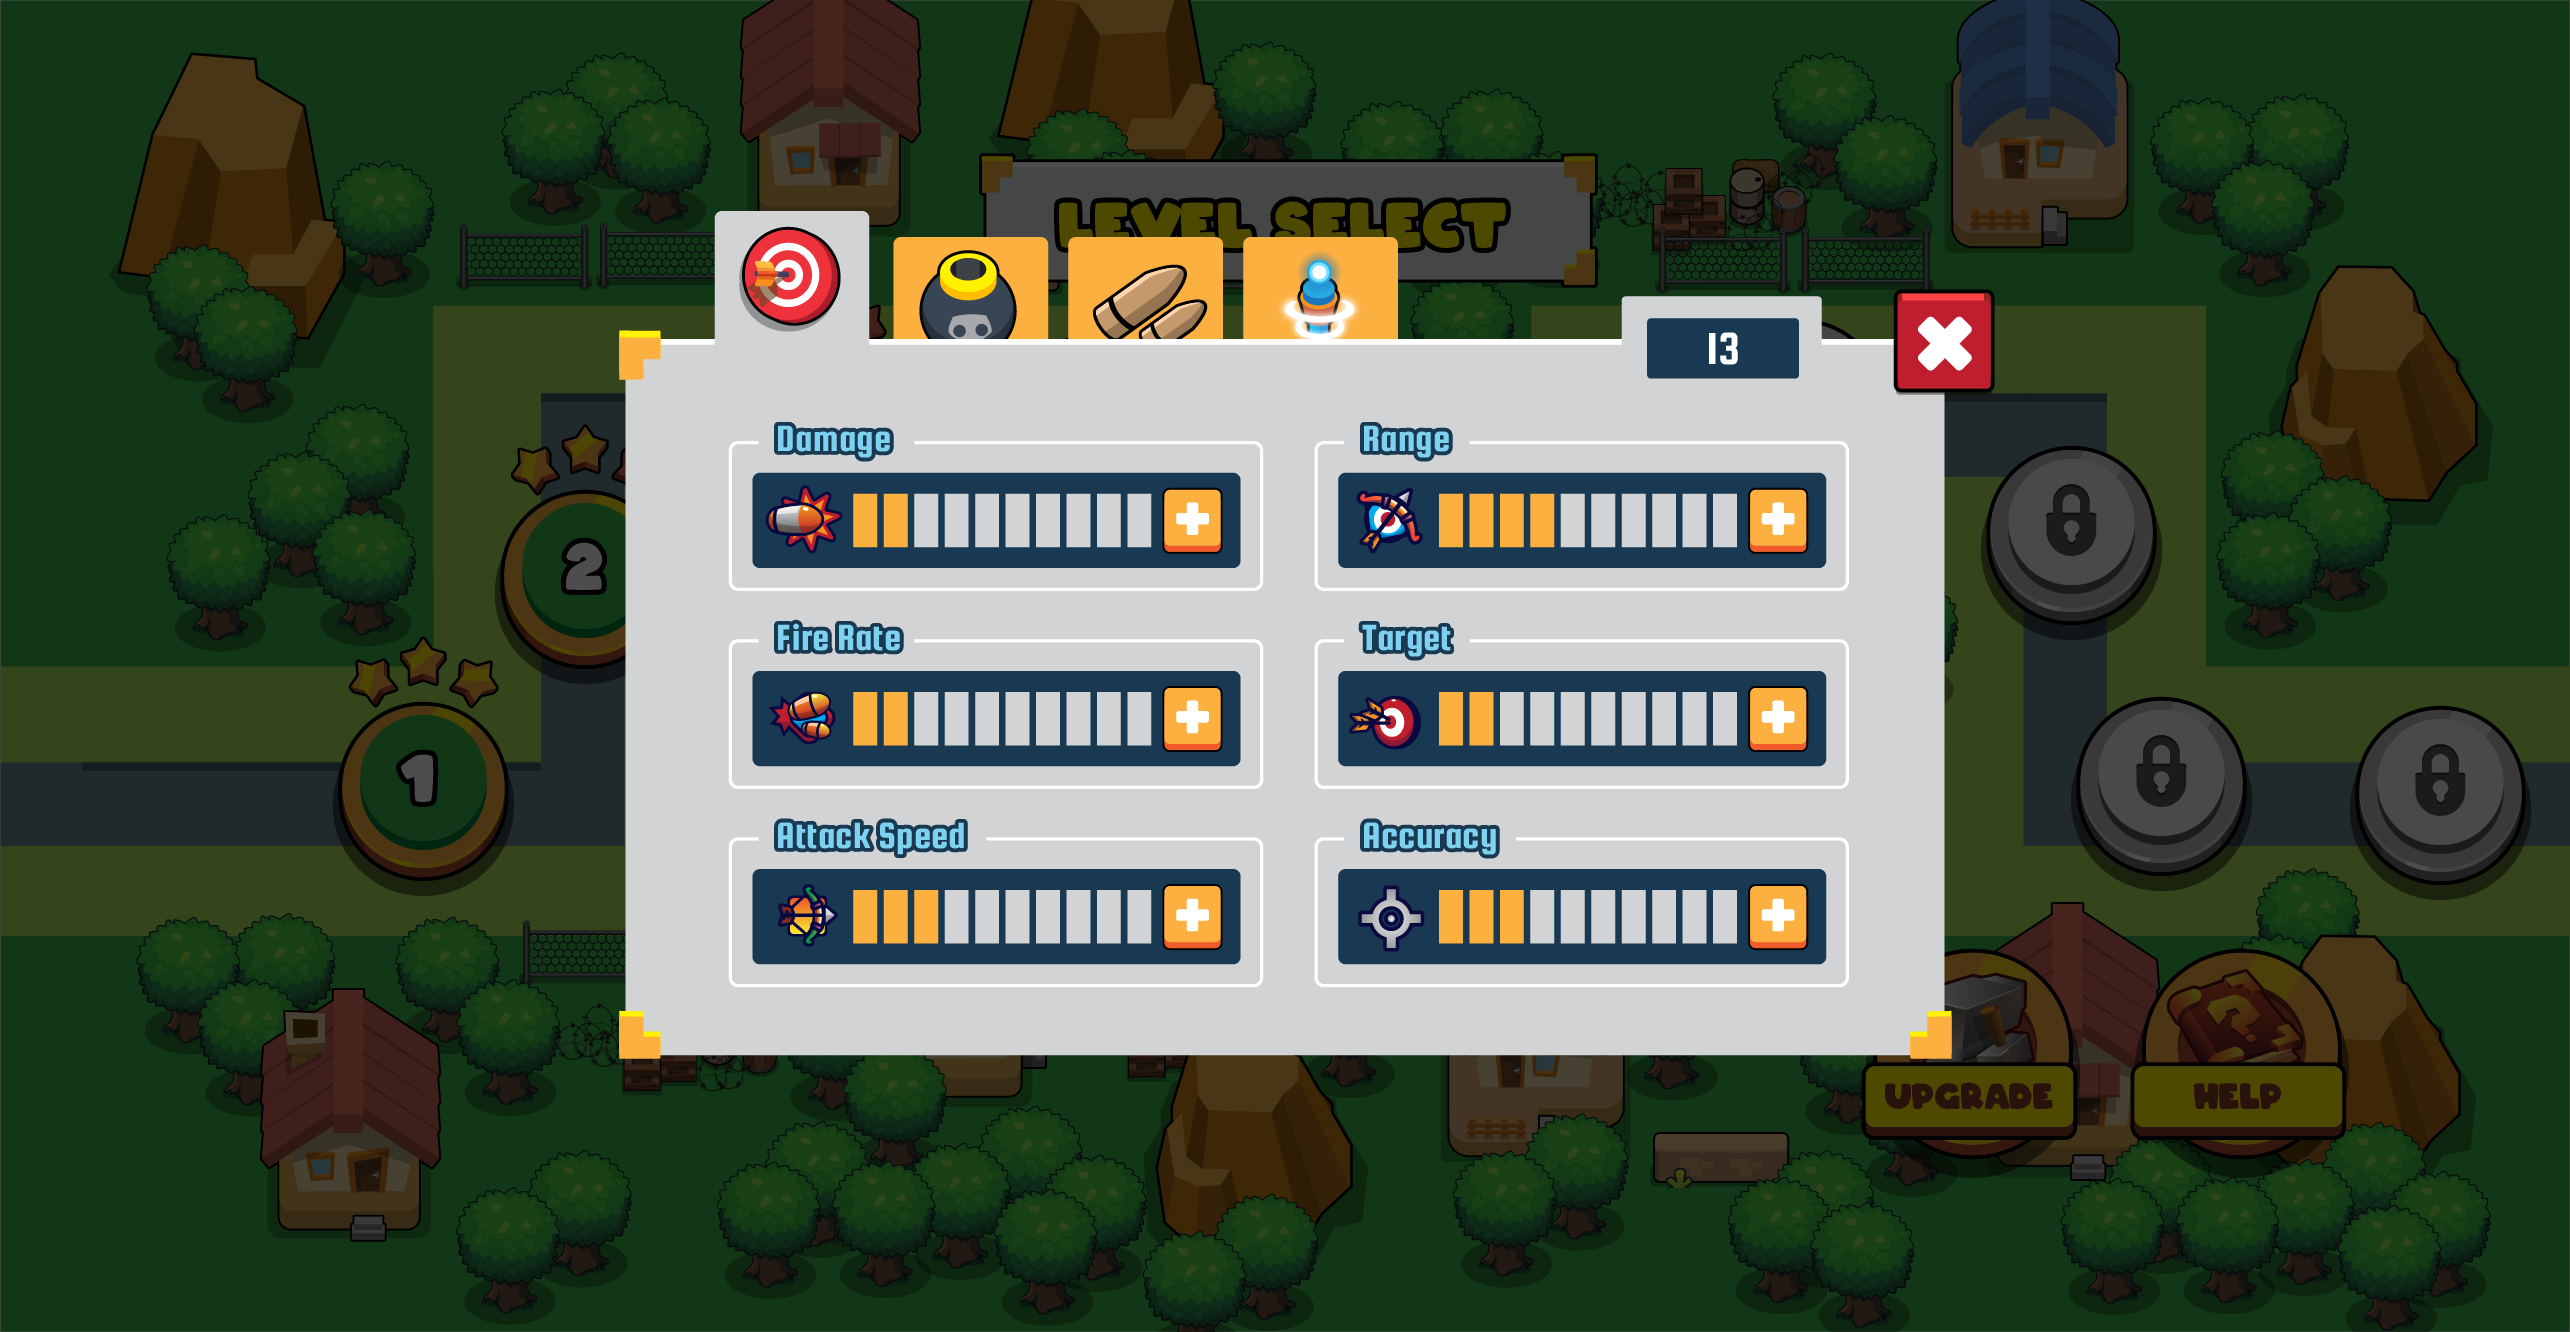 LEVEL SELECT
13
Damage
Range
Fire Rate
Target
Attack Speed
Accuracy
2
1
UPGRADE
HELP